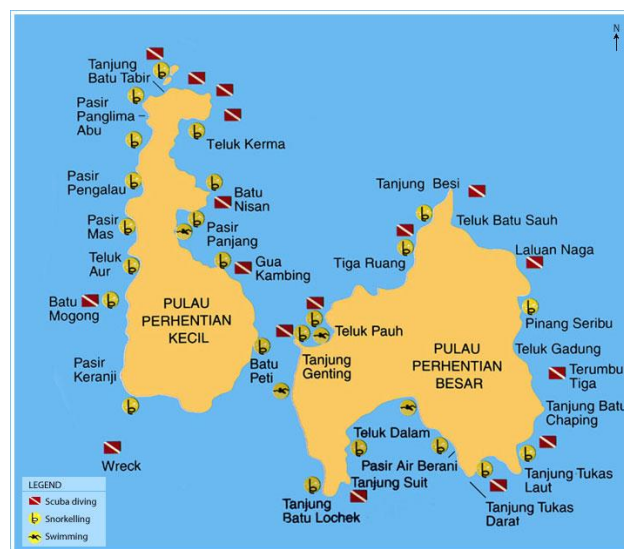 N
Tanjung
Batu Tabir
Pasir
Panglima
Abu
Teluk Kerma
Pasir
Pengalau
Batu
Nisan
Pasir
Mas
Pasir
Panjang
Teluk
Aur
Gua
Kambing
Batu
Mogong
PULAU
PERHENTIAN
KECIL
Pasir
Keranji
Batu
Peti
Wreck
Tanjung Besi
Teluk Batu Sauh
Tiga Ruang
Laluan Naga
Pinang Seribu
Teluk Pauh
Teluk Gadung
PULAU
PERHENTIAN
BESAR
Tanjung
Genting
Terumbu
Tiga
Tanjung Batu
Chaping
Teluk Dalam
Pasir Air Berani
Tanjung Suit
Tanjung Tukas
Laut
Tanjung
Batu Lochek
Tanjung Tukas
Darat
LEGEND
Scuba diving
Snorkelling
Swimming